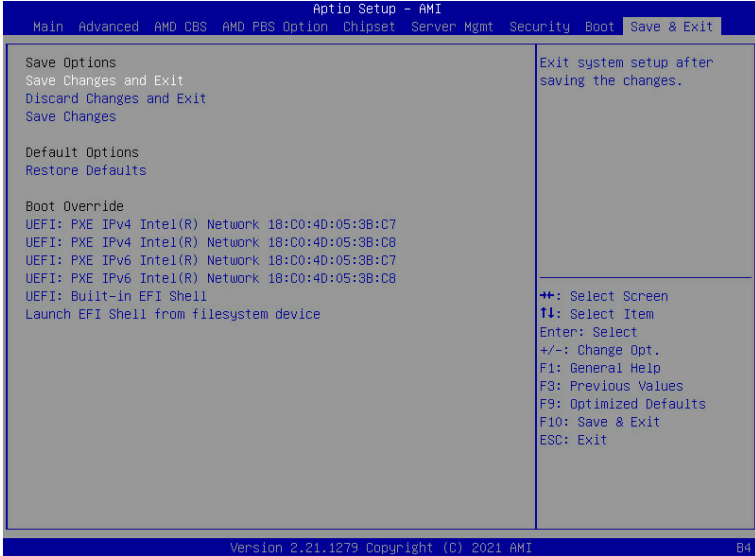 Aptio Setup – AMI
Main Advanced AMD CBS AMD PBS Option Chipset Server Mgmt Security Boot Save & Exit
Save Options
Save Changes and Exit
Discard Changes and Exit
Save Changes
Default Options
Restore Defaults
Boot Override
UEFI: PXE IPv4 Intel(R) Network 18:C0:4D:05:3B:C7
UEFI: PXE IPv4 Intel(R) Network 18:C0:4D:05:3B:C8
UEFI: PXE IPv6 Intel(R) Network 18:C0:4D:05:3B:C7
UEFI: PXE IPv6 Intel(R) Network 18:C0:4D:05:3B:C8
UEFI: Built-in EFI Shell
Launch EFI Shell from filesystem device
Exit system setup after
saving the changes.
→←: Select Screen
↑↓: Select Item
Enter: Select
+/-: Change Opt.
F1: General Help
F3: Previous Values
F9: Optimized Defaults
F10: Save & Exit
ESC: Exit
Version 2.21.1279 Copyright (C) 2021 AMI
B4